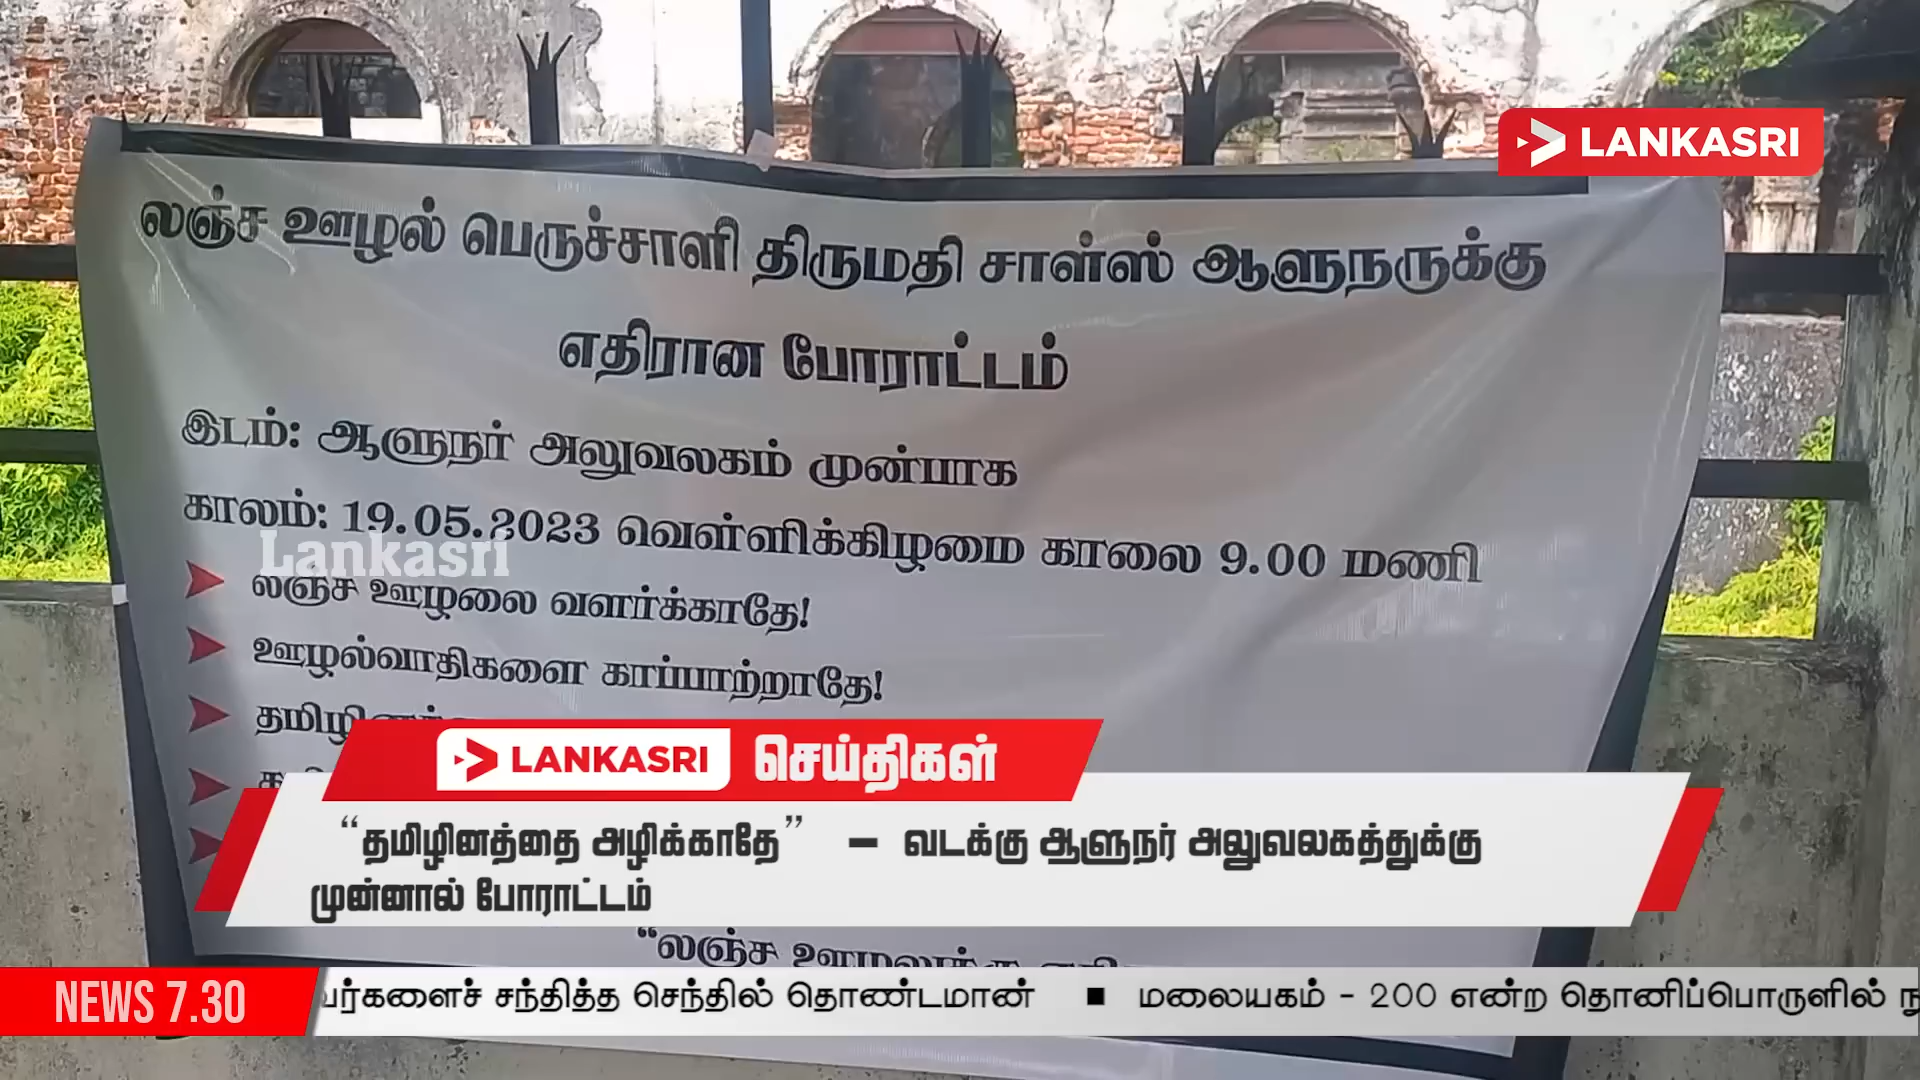 LANKASRI
லஞ்ச ஊழல் பெருச்சாளி திருமதி சாள்ஸ் ஆளுநருக்கு
எதிரான போராட்டம்
இடம்: ஆளுநர் அலுவலகம் முன்பாக
காலம்: 19.05.2023 வெள்ளிக்கிழமை காலை 9.00 மணி
Lankasri
லஞ்ச ஊழலை வளர்க்காதே!
ஊழல்வாதிகளை காப்பாற்றாதே!
LANKASRI செய்திகள்
“தமிழினத்தை அழிக்காதே” – வடக்கு ஆளுநர் அலுவலகத்துக்கு
முன்னால் போராட்டம்
“லஞ்ச
NEWS 7.30 வர்களைச் சந்தித்த செந்தில் தொண்டமான் ■ மலையகம் - 200 என்ற தொனிப்பொருளில்